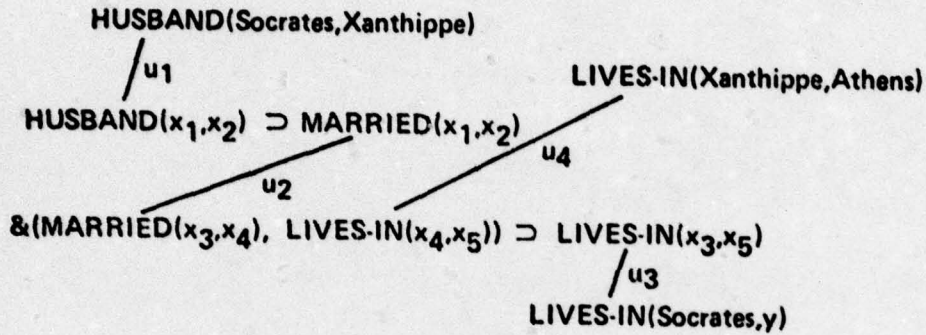 HUSBAND(Socrates,Xanthippe)
u1
LIVES-IN(Xanthippe,Athens)
HUSBAND(x1,x2) ⊃ MARRIED(x1,x2)
u4
u2
&(MARRIED(x3,x4), LIVES-IN(x4,x5)) ⊃ LIVES-IN(x3,x5)
u3
LIVES-IN(Socrates,y)